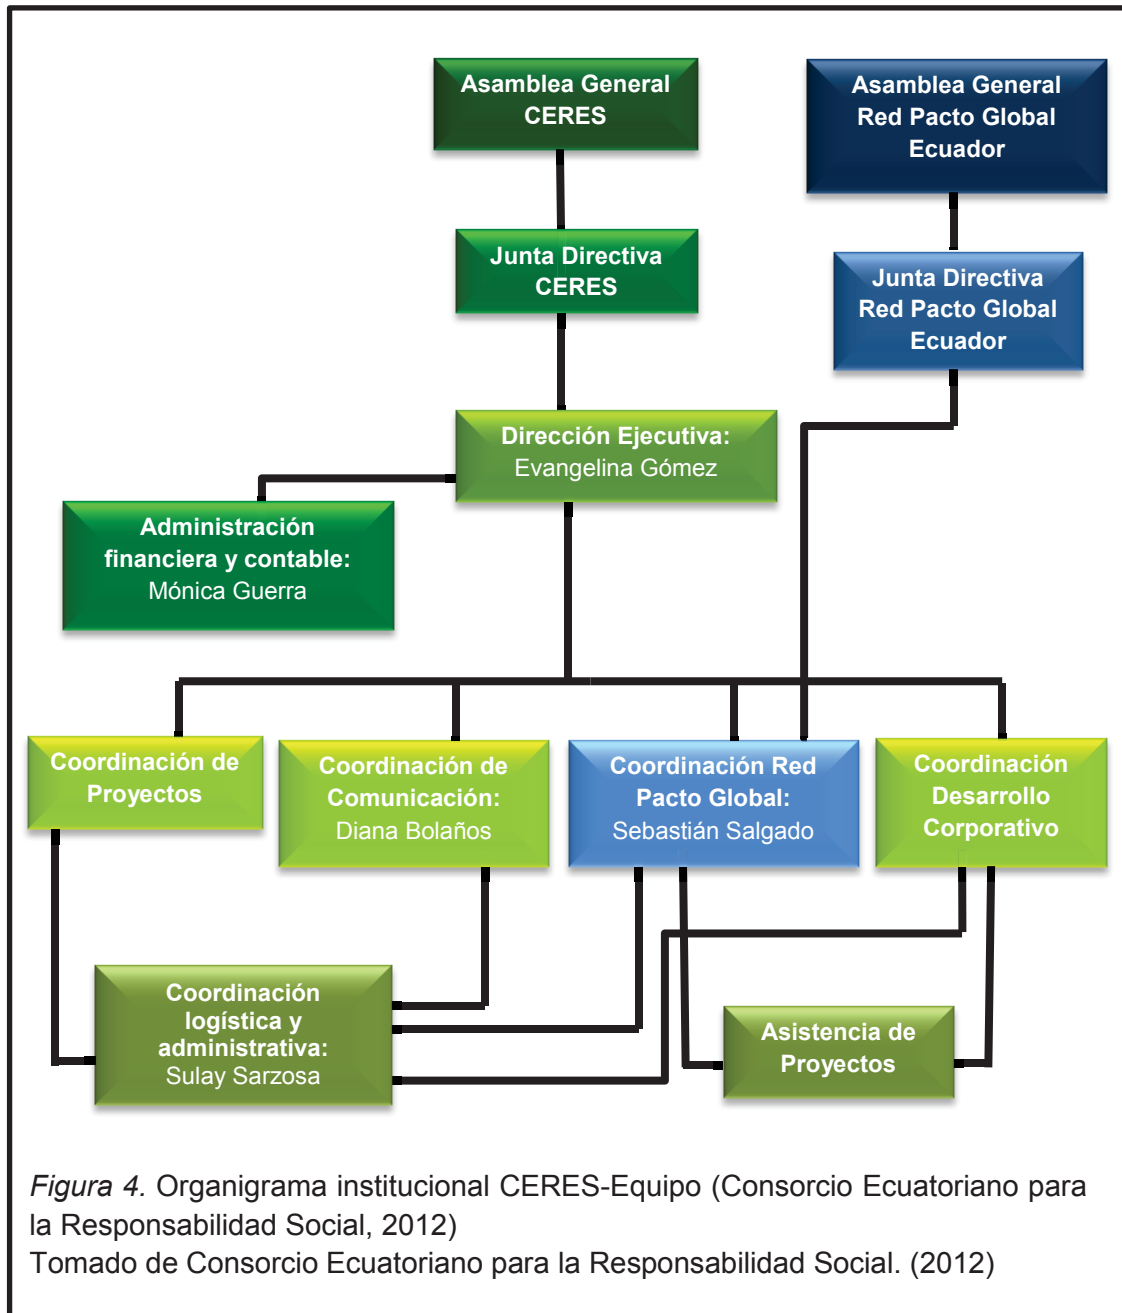 Asamblea General
CERES
Asamblea General
Red Pacto Global
Ecuador
Junta Directiva
CERES
Junta Directiva
Red Pacto Global
Ecuador
Dirección Ejecutiva:
Evangelina Gómez
Administración
financiera y contable:
Mónica Guerra
Coordinación de
Proyectos
Coordinación de
Comunicación:
Diana Bolaños
Coordinación Red
Pacto Global:
Sebastián Salgado
Coordinación
Desarrollo
Corporativo
Coordinación
logística y
administrativa:
Sulay Sarzosa
Asistencia de
Proyectos
Figura 4. Organigrama institucional CERES-Equipo (Consorcio Ecuatoriano para
la Responsabilidad Social, 2012)
Tomado de Consorcio Ecuatoriano para la Responsabilidad Social. (2012)